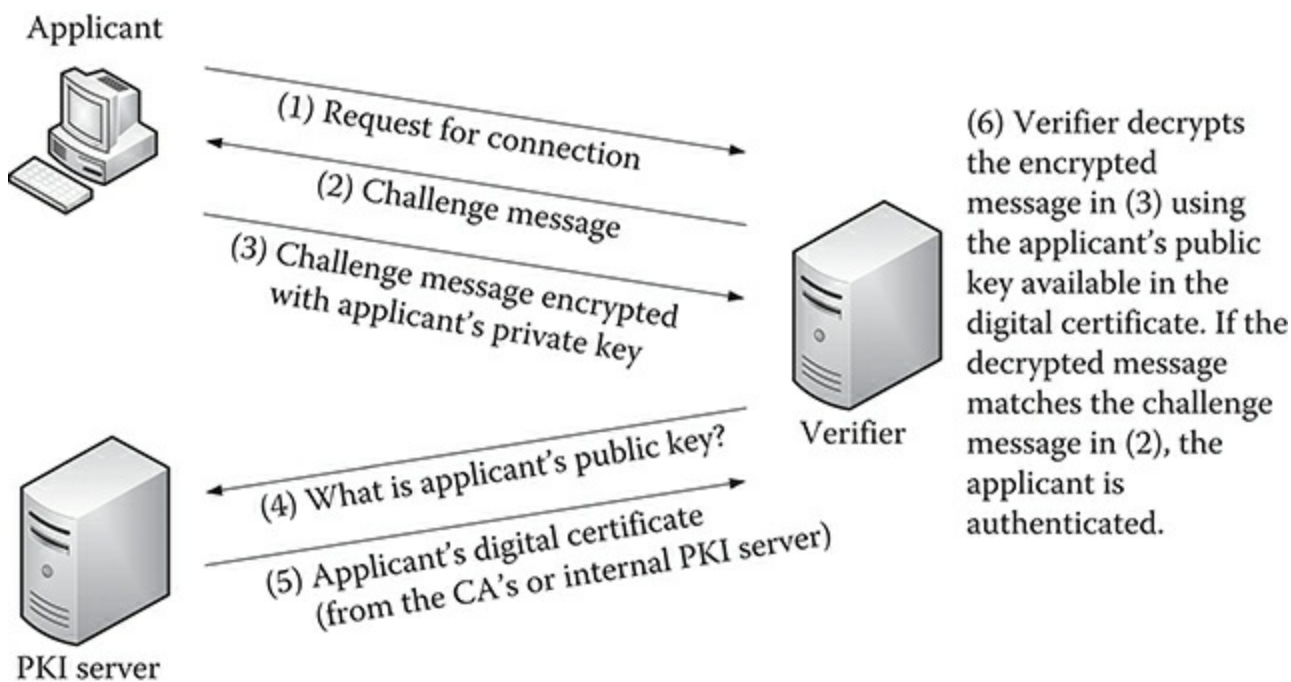 Applicant
(1) Request for connection
(2) Challenge message
(3) Challenge message encrypted
with applicant's private key
(4) What is applicant's public key?
(5) Applicant's digital certificate
(from the CA's or internal PKI server)
PKI server
Verifier
(6) Verifier decrypts
the encrypted
message in (3) using
the applicant's public
key available in the
digital certificate. If the
decrypted message
matches the challenge
message in (2), the
applicant is
authenticated.